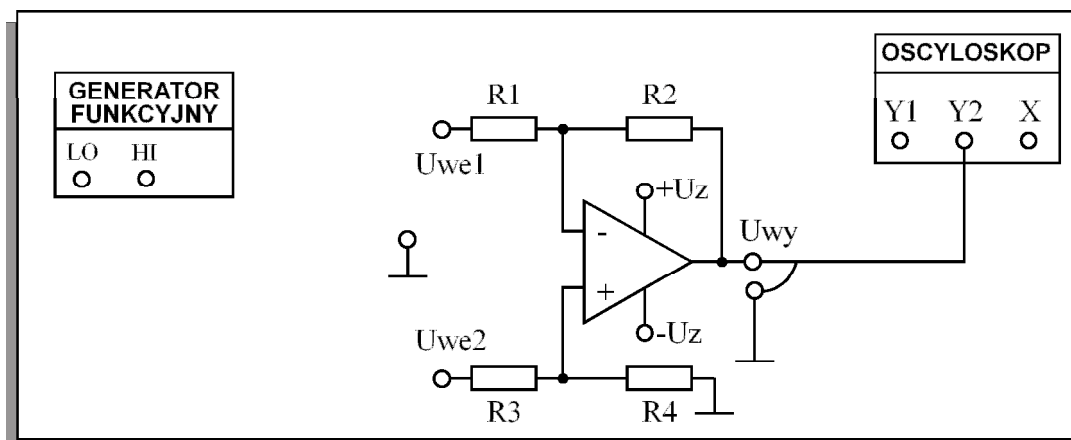 OSCYLOSKOP
Y1 Y2 X
GENERATOR
FUNKCYJNY
LO HI
R1 R2
Uwe1
+Uz
-
Uwy
+
-Uz
Uwe2
R3 R4